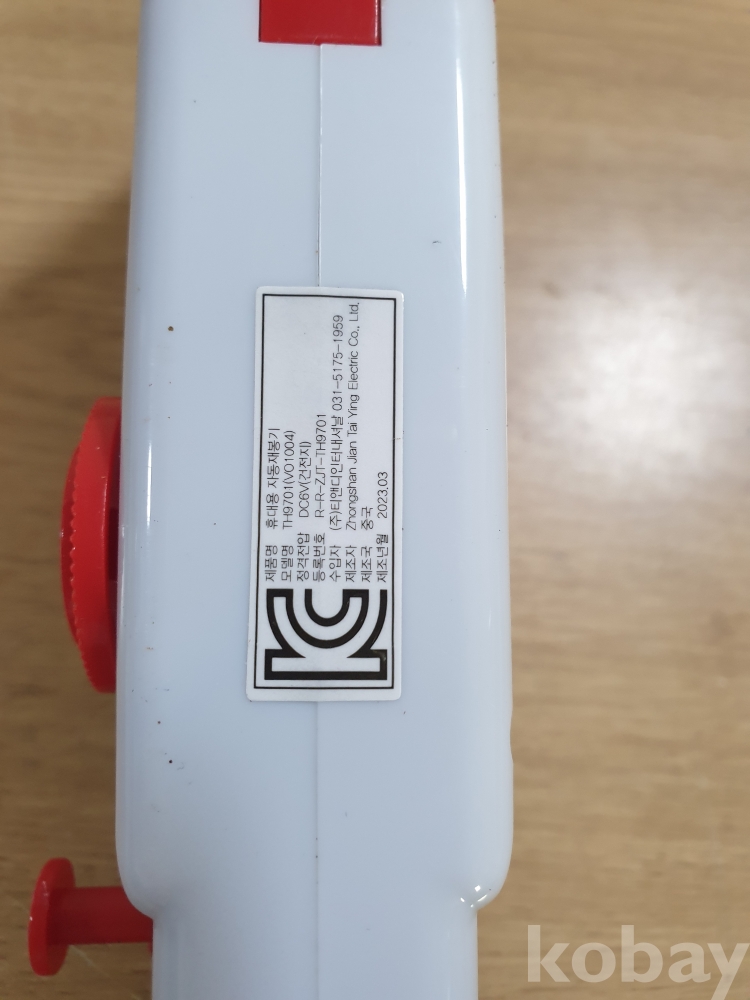 제품명 휴대용 자동재봉기
모델명 TH9701(VO1004)
정격전압 DC6V(건전지)
등록번호 R-R-ZJT-TH9701
수입자 (주)티앤디인터내셔날 031-5175-1959
제조자 Zhongshan Jian Tai Ying Electric Co., Ltd.
제조국 중국
제조년월 2023.03
kobay